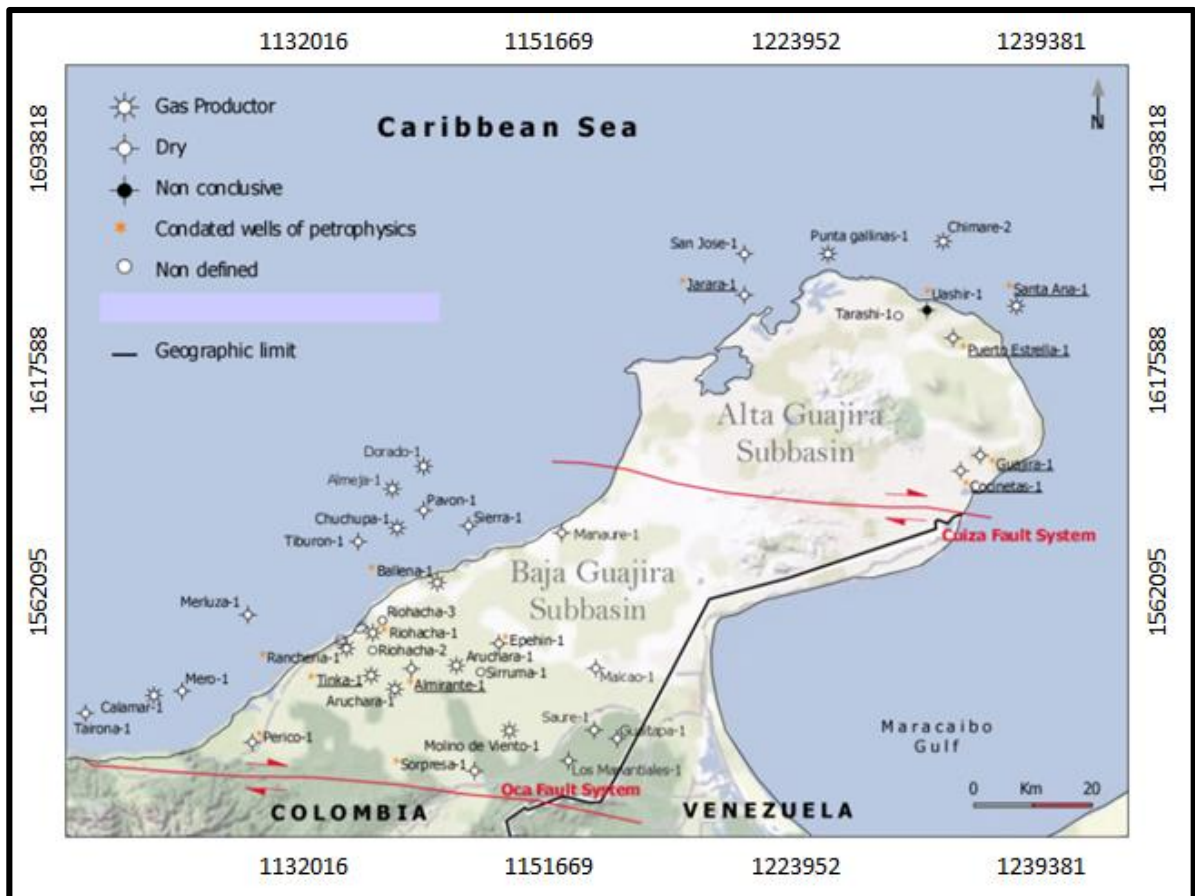 1132016 1151669 1223952 1239381
1693818
1617588
1562095
1693818
1617588
1562095
Gas Productor
Dry
Non conclusive
Condated wells of petrophysics
Non defined
Geographic limit
Caribbean Sea
N
San Jose-1
Punta gallinas-1
Chimare-2
Jarara-1
Uashir-1
Santa Ana-1
Tarashi-1
Puerto Estrella-1
Alta Guajira
Subbasin
Guajira-1
Cocinetas-1
Cuiza Fault System
Dorado-1
Almeja-1
Pavon-1
Chuchupa-1
Sierra-1
Tiburon-1
Manaure-1
Ballena-1
Baja Guajira
Subbasin
Merluza-1
Riohacha-3
Riohacha-1
Riohacha-2
Rancheria-1
Epehin-1
Aruchara-1
Sirruma-1
Maicao-1
Tinka-1
Almirante-1
Aruchara-1
Mero-1
Calamar-1
Tairona-1
Perico-1
Saure-1
Gualtapa-1
Molino de Viento-1
Sorpresa-1
Los Manantiales-1
Oca Fault System
Maracaibo
Gulf
0 Km 20
COLOMBIA
VENEZUELA
1132016 1151669 1223952 1239381